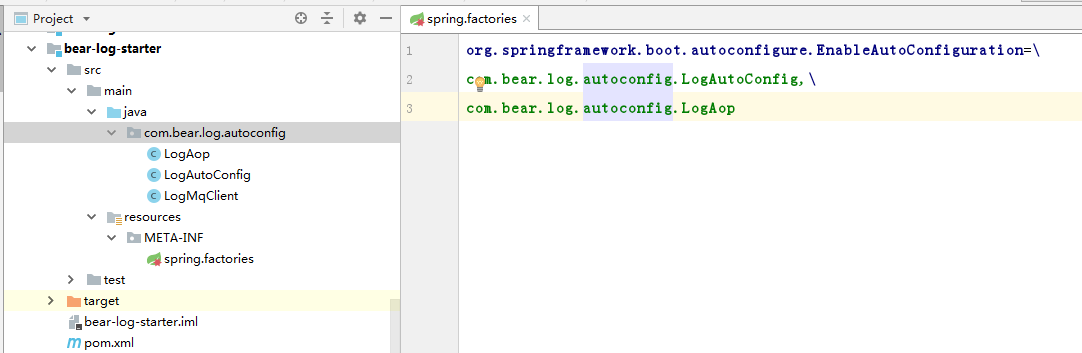 Project
bear-log-starter
src
main
java
com.bear.log.autoconfig
LogAop
LogAutoConfig
LogMqClient
resources
META-INF
spring.factories
test
target
bear-log-starter.iml
pom.xml
spring.factories
1 org.springframework.boot.autoconfigure.EnableAutoConfiguration=\
2 com.bear.log.autoconfig.LogAutoConfig,\
3 com.bear.log.autoconfig.LogAop